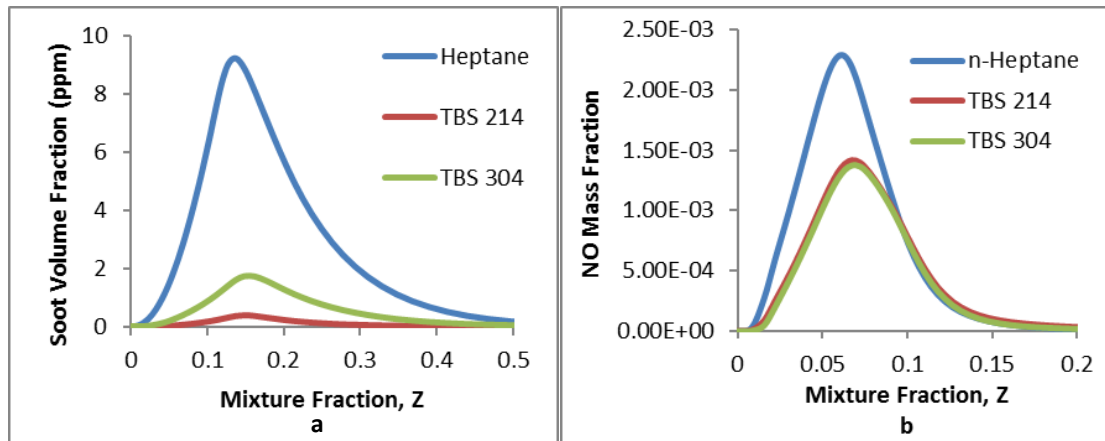 Soot Volume Fraction (ppm)
10
8
6
4
2
0
0
0.1
0.2
0.3
0.4
0.5
Heptane
TBS 214
TBS 304
Mixture Fraction, Z
a
NO Mass Fraction
2.50E-03
2.00E-03
1.50E-03
1.00E-03
5.00E-04
0.00E+00
0
0.05
0.1
0.15
0.2
n-Heptane
TBS 214
TBS 304
Mixture Fraction, Z
b